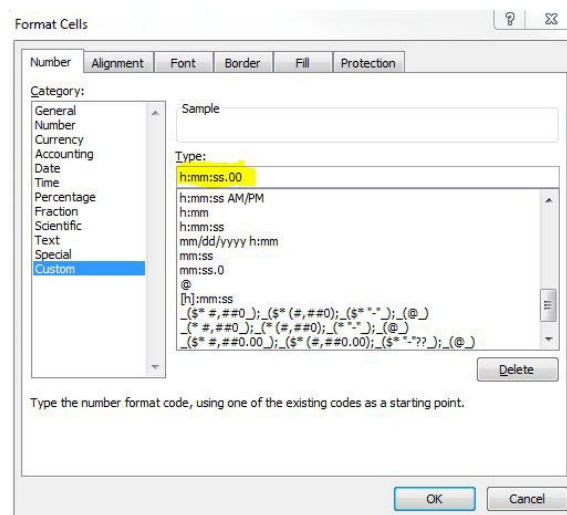 Format Cells
Number Alignment Font Border Fill Protection
Category:
General
Number
Currency
Accounting
Date
Time
Percentage
Fraction
Scientific
Text
Special
Custom
Sample
Type:
h:mm:ss.00
h:mm:ss AM/PM
h:mm
h:mm:ss
mm/dd/yyyy h:mm
mm:ss
mm:ss.0
@
[h]:mm:ss
_($* #,##0_);_($* (#,##0);_($* "-"_);_(@_)
_(* #,##0_);_(* (#,##0);_(* "-"_);_(@_)
_($* #,##0.00_);_($* (#,##0.00);_($* "-"??_);_(@_)
Delete
Type the number format code, using one of the existing codes as a starting point.
OK Cancel